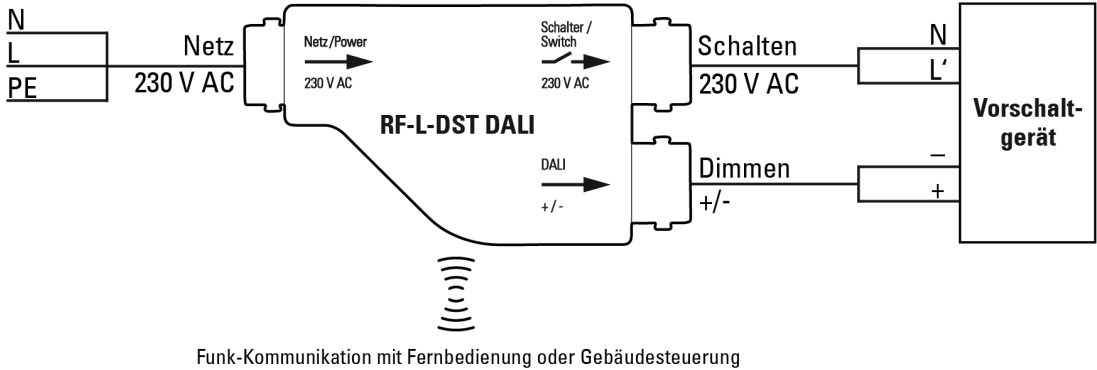 N
L
PE
Netz
230 V AC
Netz/Power
230 V AC
Schalter /
Switch
230 V AC
RF-L-DST DALI
DALI
+/-
Schalten
230 V AC
Dimmen
+/-
N
L‘
–
+
Vorschalt-
gerät
Funk-Kommunikation mit Fernbedienung oder Gebäudesteuerung